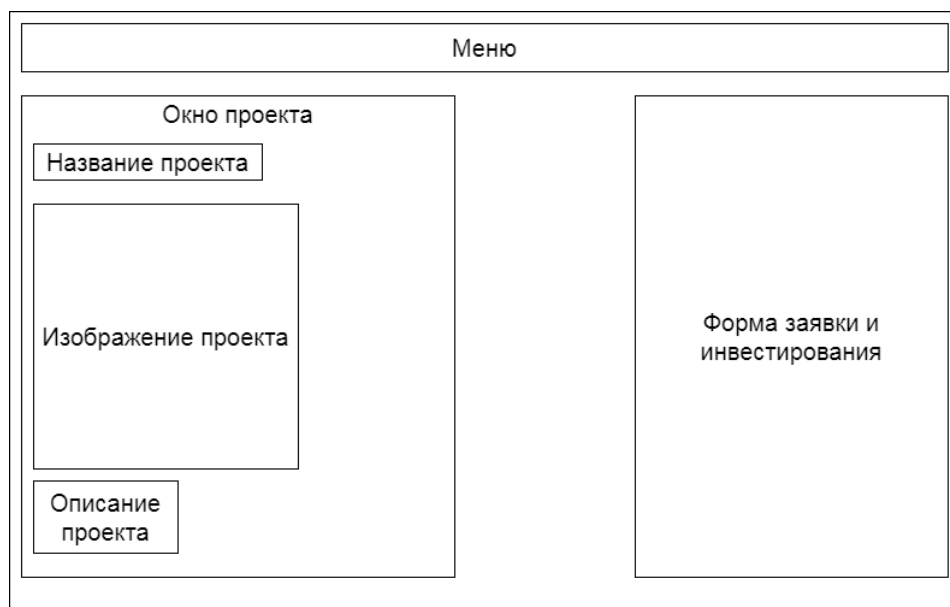 Меню
Окно проекта
Название проекта
Изображение проекта
Описание
проекта
Форма заявки и
инвестирования